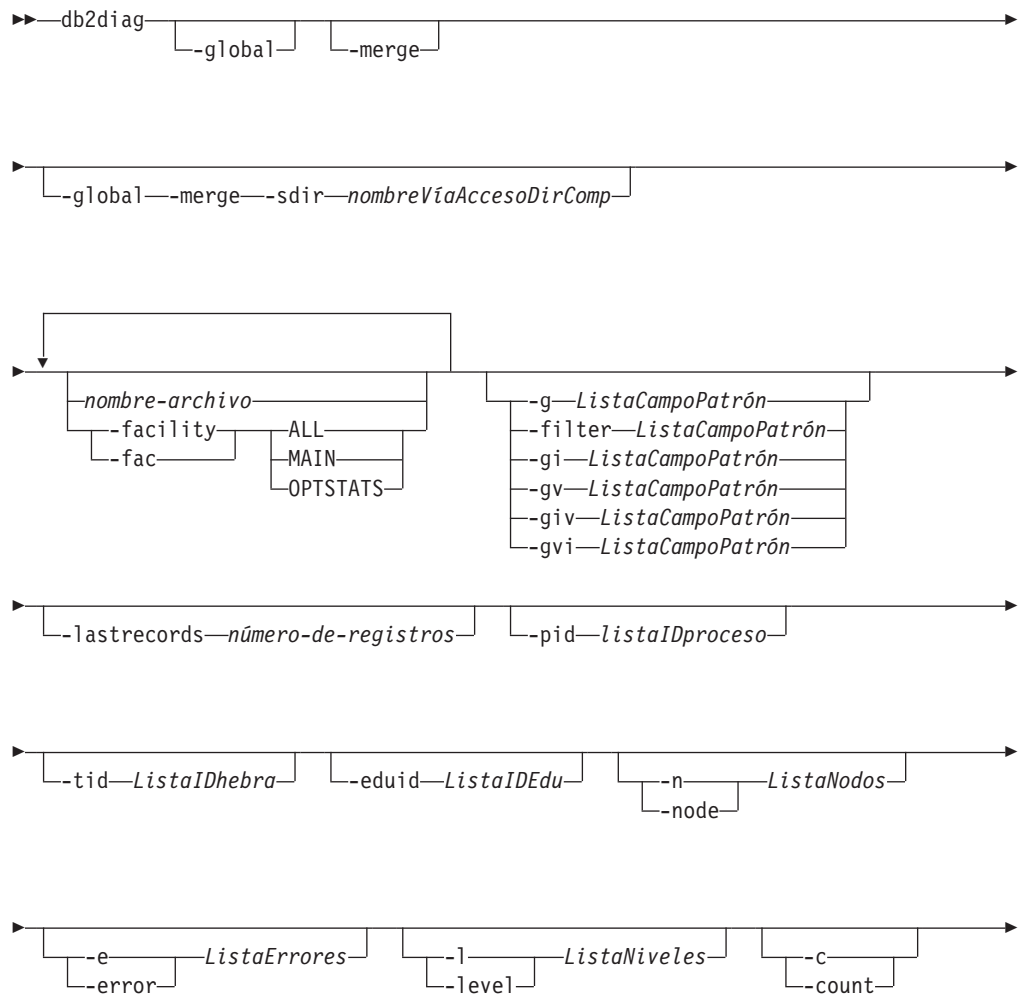 db2diag
-global -merge
-global -merge -sdir nombreVíaAccesoDirComp
nombre-archivo -g ListaCampoPatrón
-facility ALL -filter ListaCampoPatrón
-fac MAIN -gi ListaCampoPatrón
OPTSTATS -gv ListaCampoPatrón
-giv ListaCampoPatrón
-gvi ListaCampoPatrón
-lastrecords número-de-registros -pid listaIDproceso
-tid ListaIDhebra -eduid ListaIDEdu -n ListaNodos
-node
-e ListaErrores -l ListaNiveles -c
-error -level -count